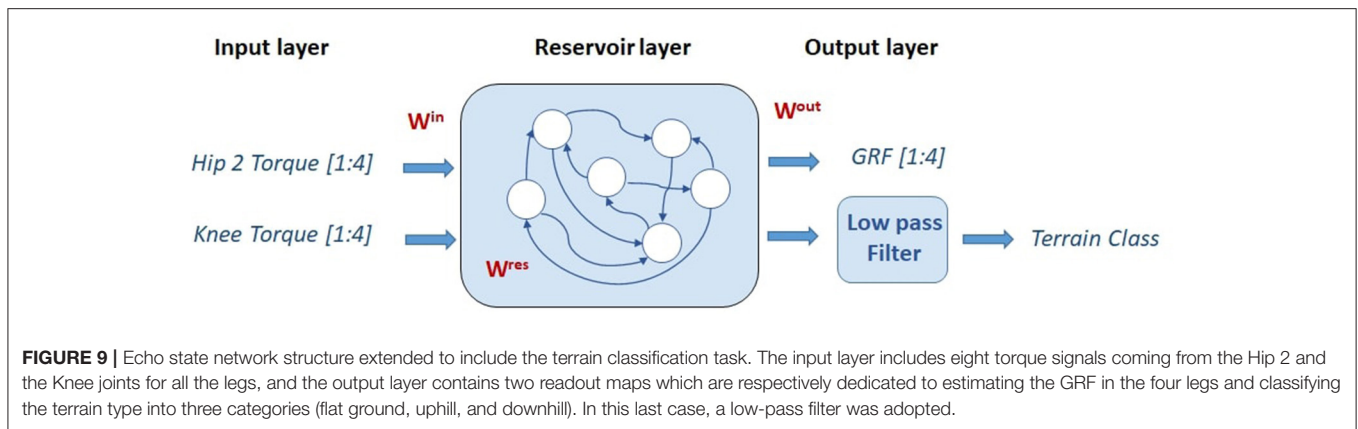 Input layer
Reservoir layer
Output layer
W^in
W^out
Hip 2 Torque [1:4]
GRF [1:4]
Knee Torque [1:4]
Low pass
Filter
Terrain Class
W^res
FIGURE 9 | Echo state network structure extended to include the terrain classification task. The input layer includes eight torque signals coming from the Hip 2 and
the Knee joints for all the legs, and the output layer contains two readout maps which are respectively dedicated to estimating the GRF in the four legs and classifying
the terrain type into three categories (flat ground, uphill, and downhill). In this last case, a low-pass filter was adopted.